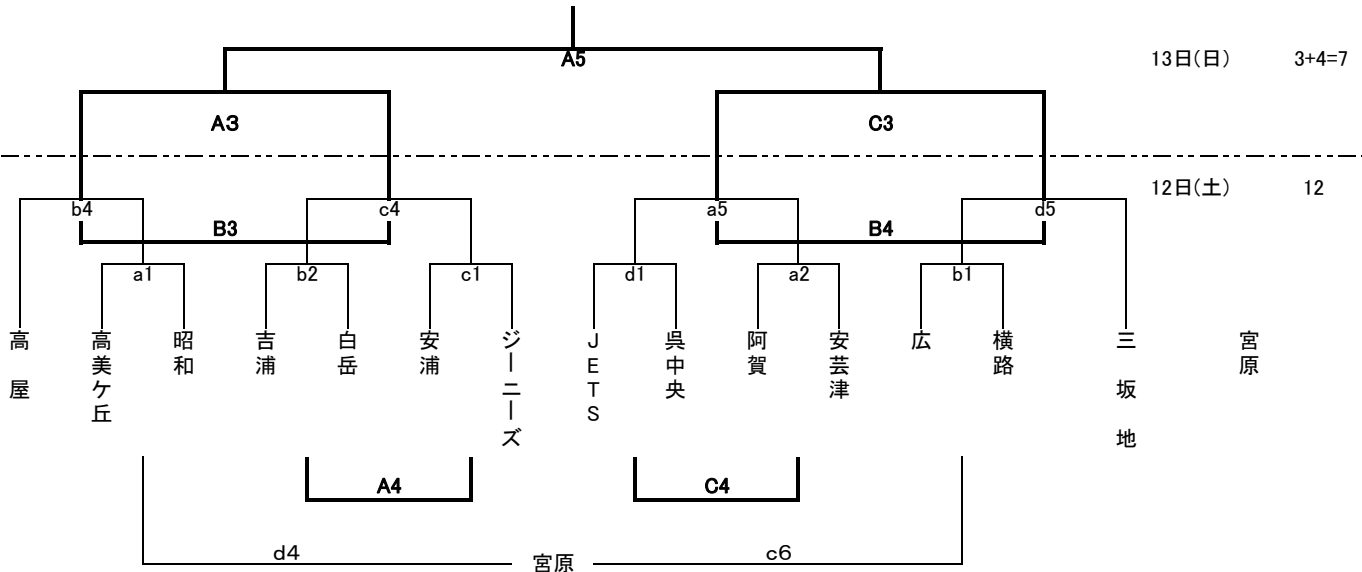 A5
13日(日) 3+4=7
A3
C3
12日(土) 12
b4
c4
a5
d5
B3
B4
a1
b2
c1
d1
a2
b1
高屋
高美ケ丘
昭和
吉浦
白岳
安浦
ジーニーズ
JETS
呉中央
阿賀
安芸津
広
横路
三坂地
宮原
A4
C4
d4
宮原
c6